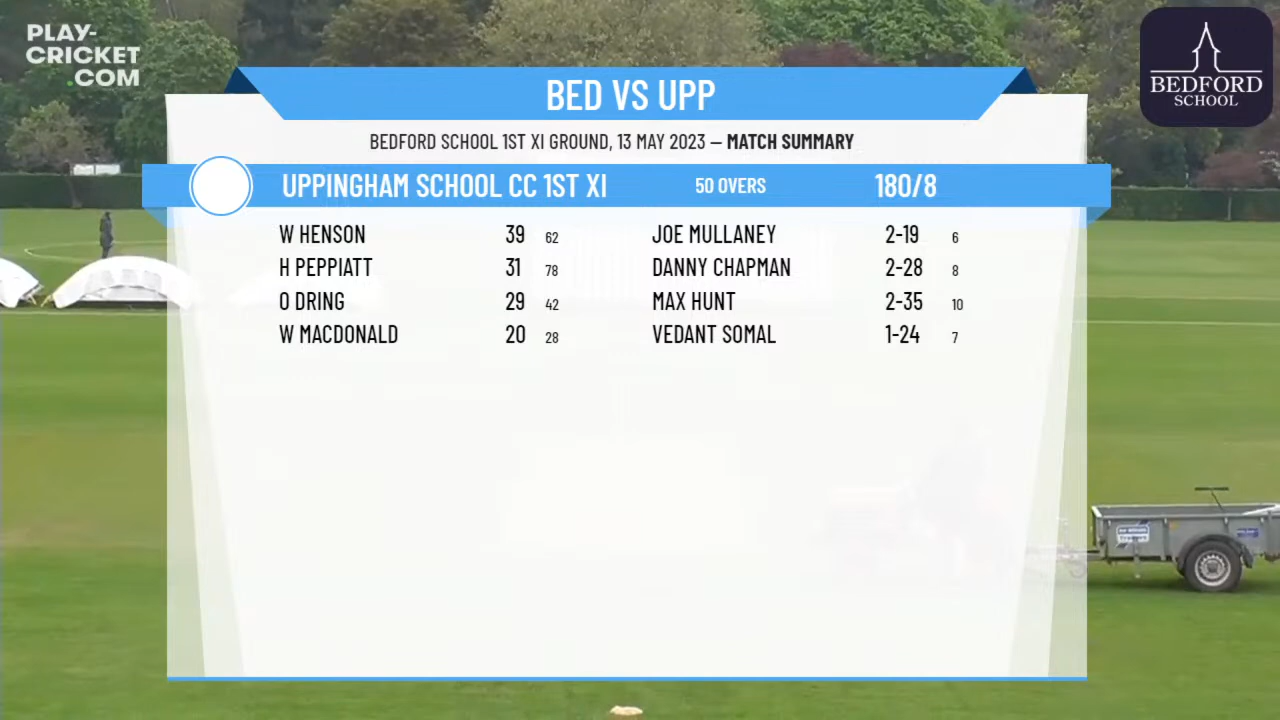 PLAY-
CRICKET
.COM
BEDFORD
SCHOOL
BED VS UPP
BEDFORD SCHOOL 1ST XI GROUND, 13 MAY 2023 – MATCH SUMMARY
UPPINGHAM SCHOOL CC 1ST XI 50 OVERS 180/8
W HENSON 39 62 JOE MULLANEY 2-19 6
H PEPPIATT 31 78 DANNY CHAPMAN 2-28 8
O DRING 29 42 MAX HUNT 2-35 10
W MACDONALD 20 28 VEDANT SOMAL 1-24 7